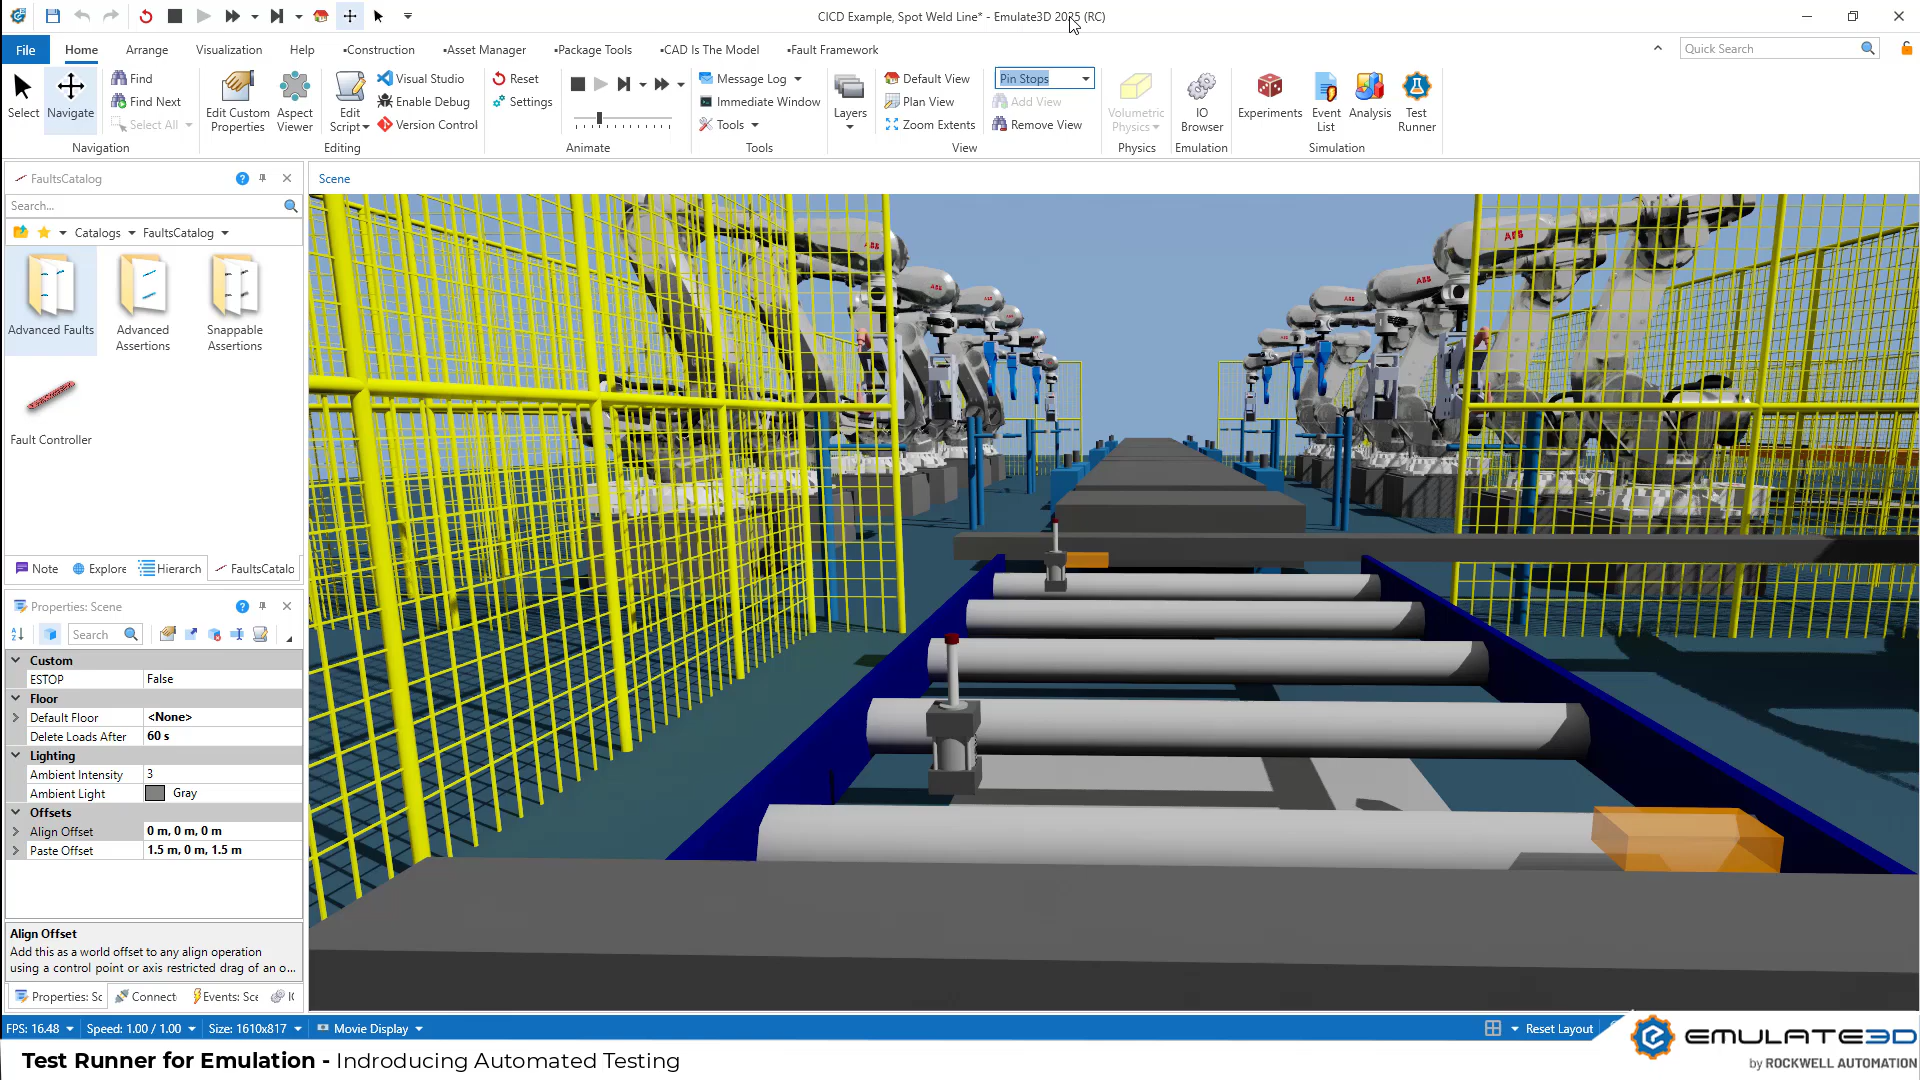 CICD Example, Spot Weld Line* - Emulate3D 2025 (RC)
File Home Arrange Visualization Help •Construction •Asset Manager •Package Tools •CAD Is The Model •Fault Framework Quick Search
Select
Navigate
Find
Find Next
Select All
Navigation
Edit Custom Properties
Aspect Viewer
Edit Script
Visual Studio
Enable Debug
Version Control
Editing
Reset
Settings
Animate
Message Log
Immediate Window
Tools
Tools
Layers
Default View
Plan View
Zoom Extents
Pin Stops
Add View
Remove View
View
Volumetric Physics
Physics
IO Browser
Emulation
Experiments
Event List
Analysis
Test Runner
Simulation
FaultsCatalog
Search...
Catalogs FaultsCatalog
Advanced Faults
Advanced Assertions
Snappable Assertions
Fault Controller
Note Explore Hierarch FaultsCatalo
Properties: Scene
Search
Custom
ESTOP False
Floor
Default Floor <None>
Delete Loads After 60 s
Lighting
Ambient Intensity 3
Ambient Light Gray
Offsets
Align Offset 0 m, 0 m, 0 m
Paste Offset 1.5 m, 0 m, 1.5 m
Align Offset
Add this as a world offset to any align operation
using a control point or axis restricted drag of an o...
Properties: Sc Connect Events: Sce IC
Scene
ABB
ABB
ABB
ABB
ABB
ABB
FPS: 16.48 Speed: 1.00 / 1.00 Size: 1610x817 Movie Display Reset Layout
Test Runner for Emulation - Indroducing Automated Testing
EMULATE3D
by ROCKWELL AUTOMATION